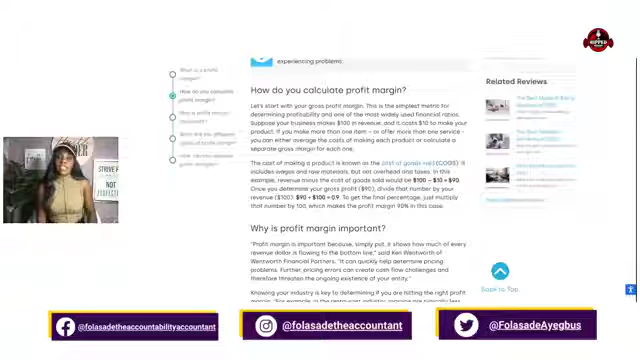 experiencing problems.
What is a profit
margin?
How do you calculate
profit margin?
Why is profit margin
important?
How do you calculate profit margin?
Let's start with your gross profit margin. This is the simplest metric for
determining profitability and one of the most widely used financial ratios.
Suppose your business makes $100 in revenue, and it costs $10 to make your
product. If you make more than one item – or offer more than one service –
you can either average the costs of making each product or calculate a
separate gross margin for each one.
The cost of making a product is known as the cost of goods sold (COGS). It
includes wages and raw materials, but not overhead and taxes. In this
example, revenue minus the cost of goods sold would be $100 – $10 = $90.
Once you determine your gross profit ($90), divide that number by your
revenue ($100): $90 ÷ $100 = 0.9. To get the final percentage, just multiply
that number by 100, which makes the profit margin 90% in this case.
Why is profit margin important?
"Profit margin is important because, simply put, it shows how much of every
revenue dollar is flowing to the bottom line," said Ken Wentworth of
Wentworth Financial Partners. "It can quickly help determine pricing
problems. Further, pricing errors can create cash flow challenges and
therefore threaten the ongoing existence of your entity."
Knowing your industry is key to determining if you are hitting the right profit
Related Reviews
Back to Top
STRIVE
NOT
@folasadetheaccountabilityaccountant
@folasadetheaccountant
@FolasadeAyegbus